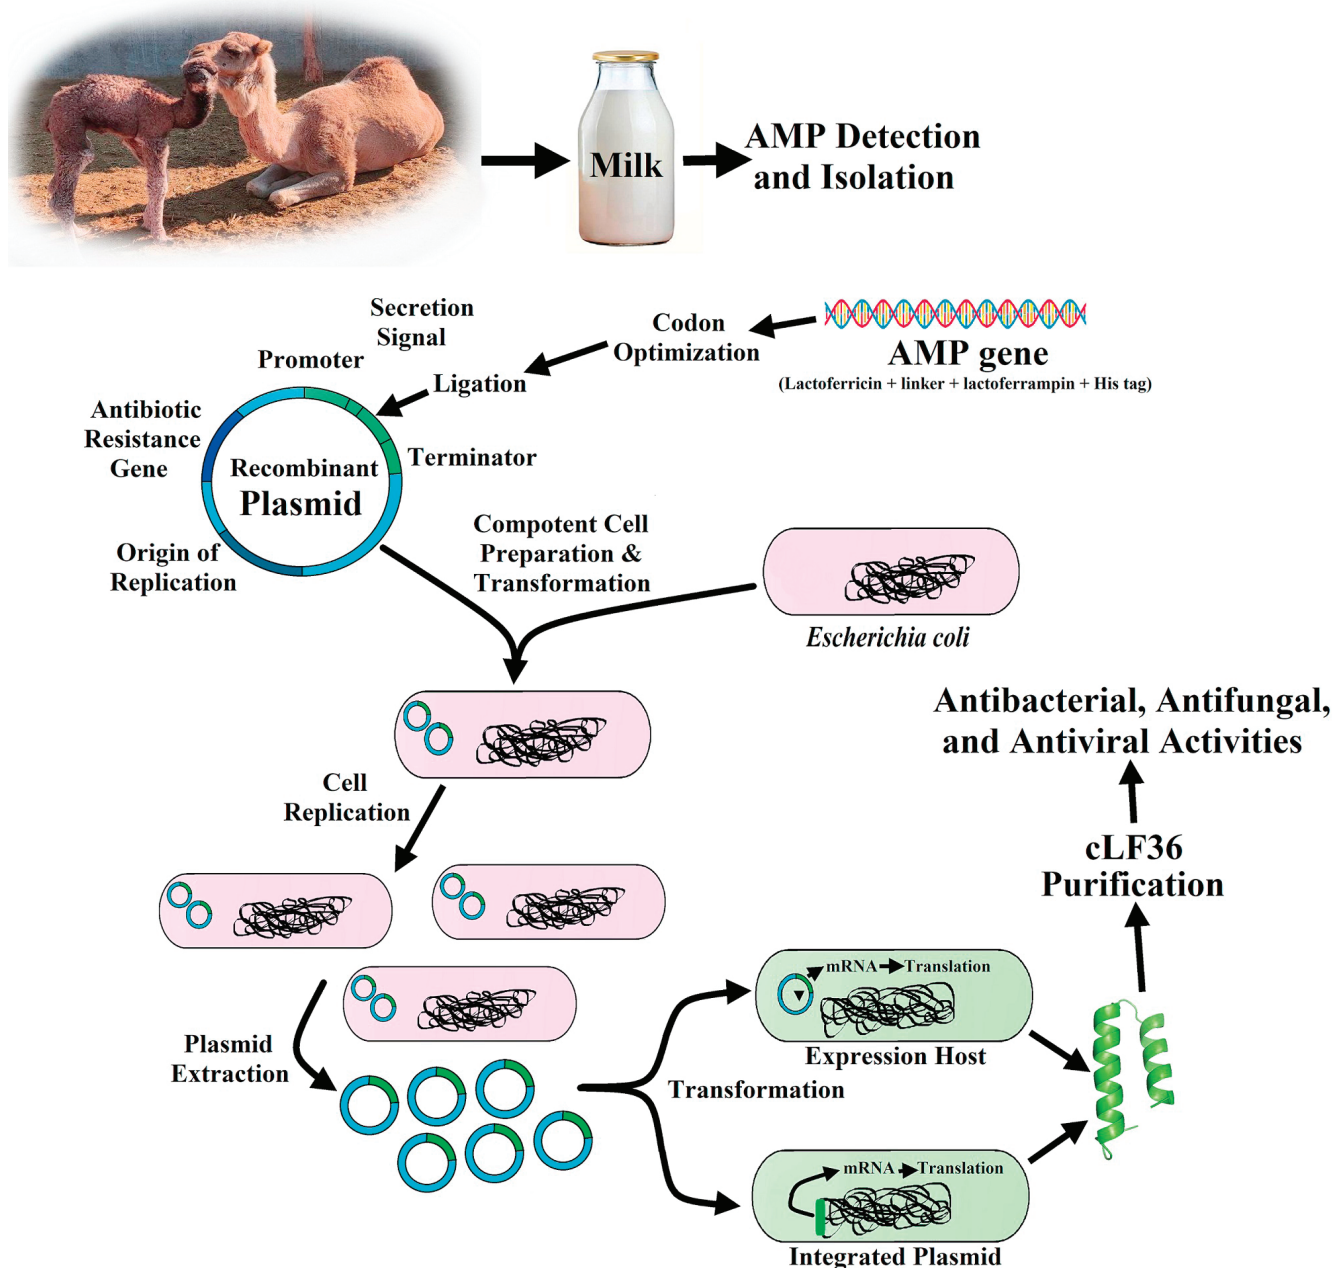 Milk
AMP Detection
and Isolation
Secretion
Signal
Promoter
Ligation
Codon
Optimization
AMP gene
(Lactoferricin + linker + lactoferrampin + His tag)
Antibiotic
Resistance
Gene
Recombinant
Plasmid
Terminator
Origin of
Replication
Compotent Cell
Preparation &
Transformation
Escherichia coli
Cell
Replication
Antibacterial, Antifungal,
and Antiviral Activities
cLF36
Purification
Plasmid
Extraction
Transformation
mRNA
Translation
Expression Host
mRNA
Translation
Integrated Plasmid